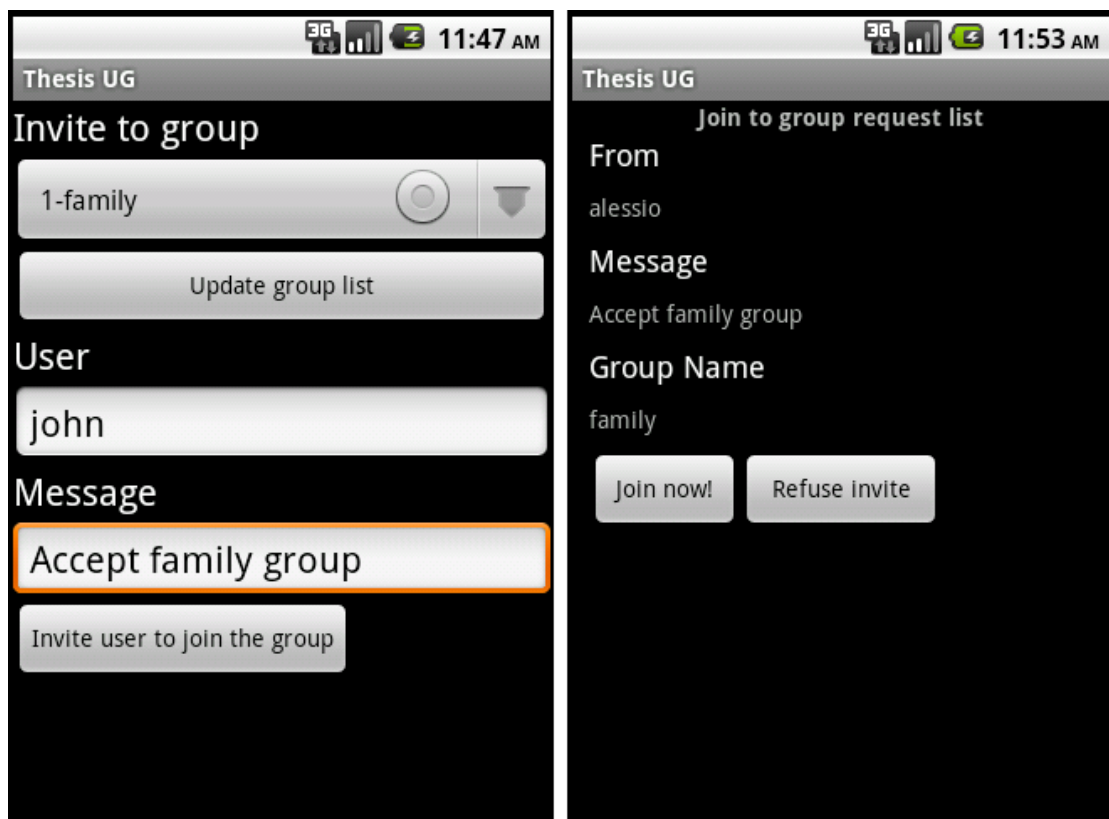 3G 11:47 AM
Thesis UG
Invite to group
1-family
Update group list
User
john
Message
Accept family group
Invite user to join the group
3G 11:53 AM
Thesis UG
Join to group request list
From
alessio
Message
Accept family group
Group Name
family
Join now! Refuse invite